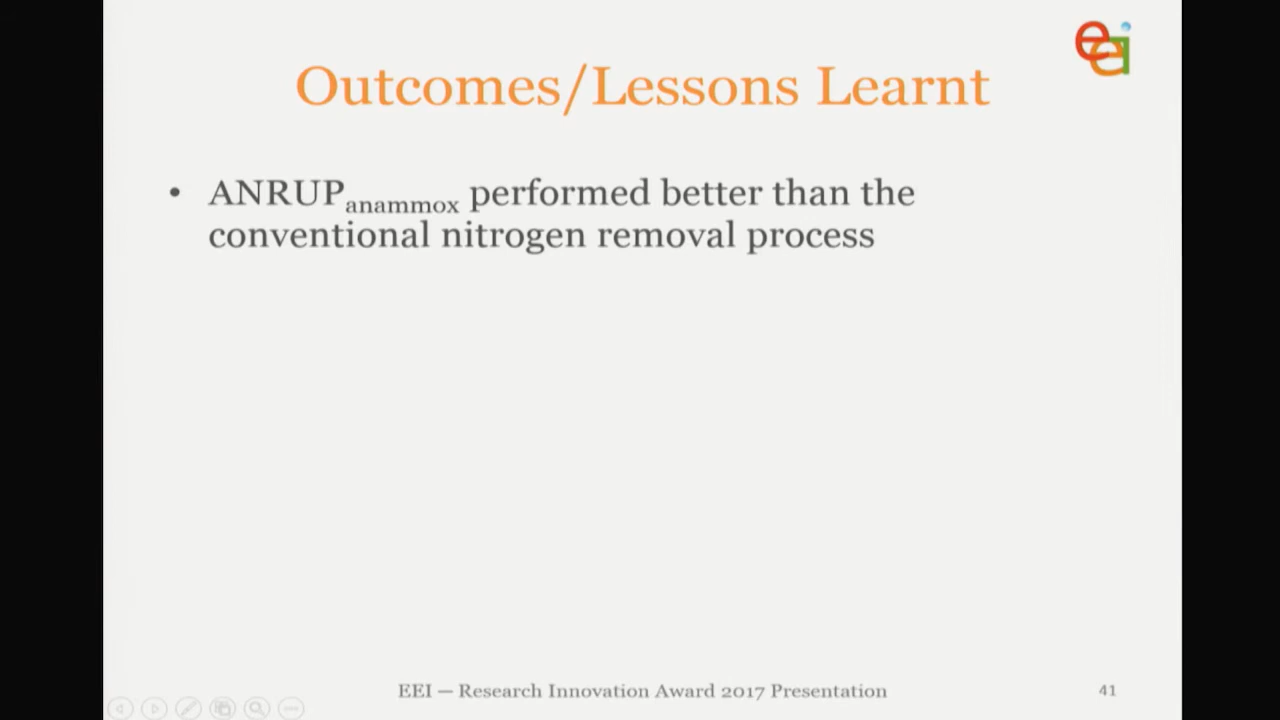 eei
Outcomes/Lessons Learnt
• ANRUPanammox performed better than the
conventional nitrogen removal process
EEI — Research Innovation Award 2017 Presentation
41